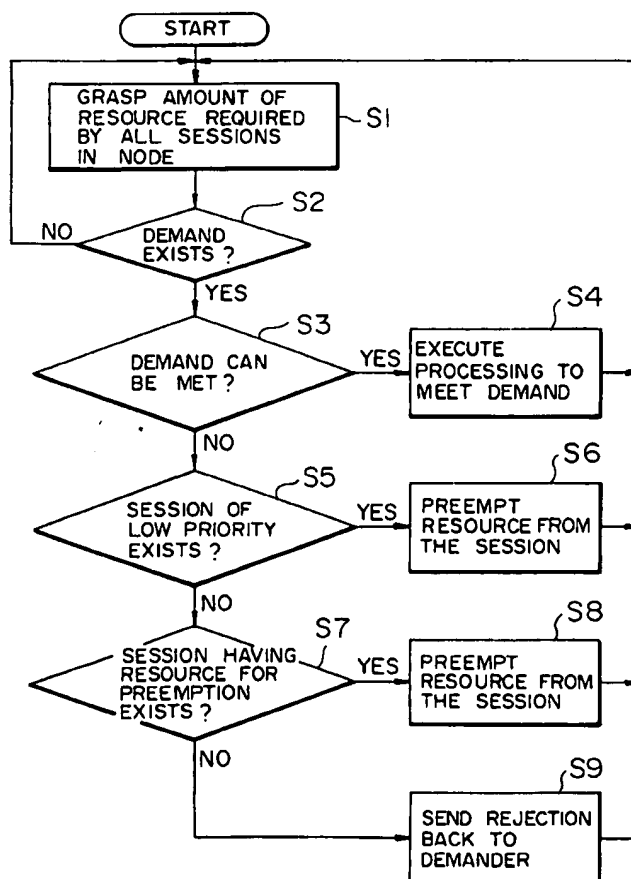 START
GRASP AMOUNT OF
RESOURCE REQUIRED
BY ALL SESSIONS
IN NODE
S1
S2
NO
DEMAND
EXISTS?
YES
S3
DEMAND CAN
BE MET?
YES
S4
EXECUTE
PROCESSING TO
MEET DEMAND
NO
S5
SESSION OF
LOW PRIORITY
EXISTS?
YES
S6
PREEMPT
RESOURCE FROM
THE SESSION
NO
S7
SESSION HAVING
RESOURCE FOR
PREEMPTION
EXISTS?
YES
S8
PREEMPT
RESOURCE FROM
THE SESSION
NO
S9
SEND REJECTION
BACK TO
DEMANDER